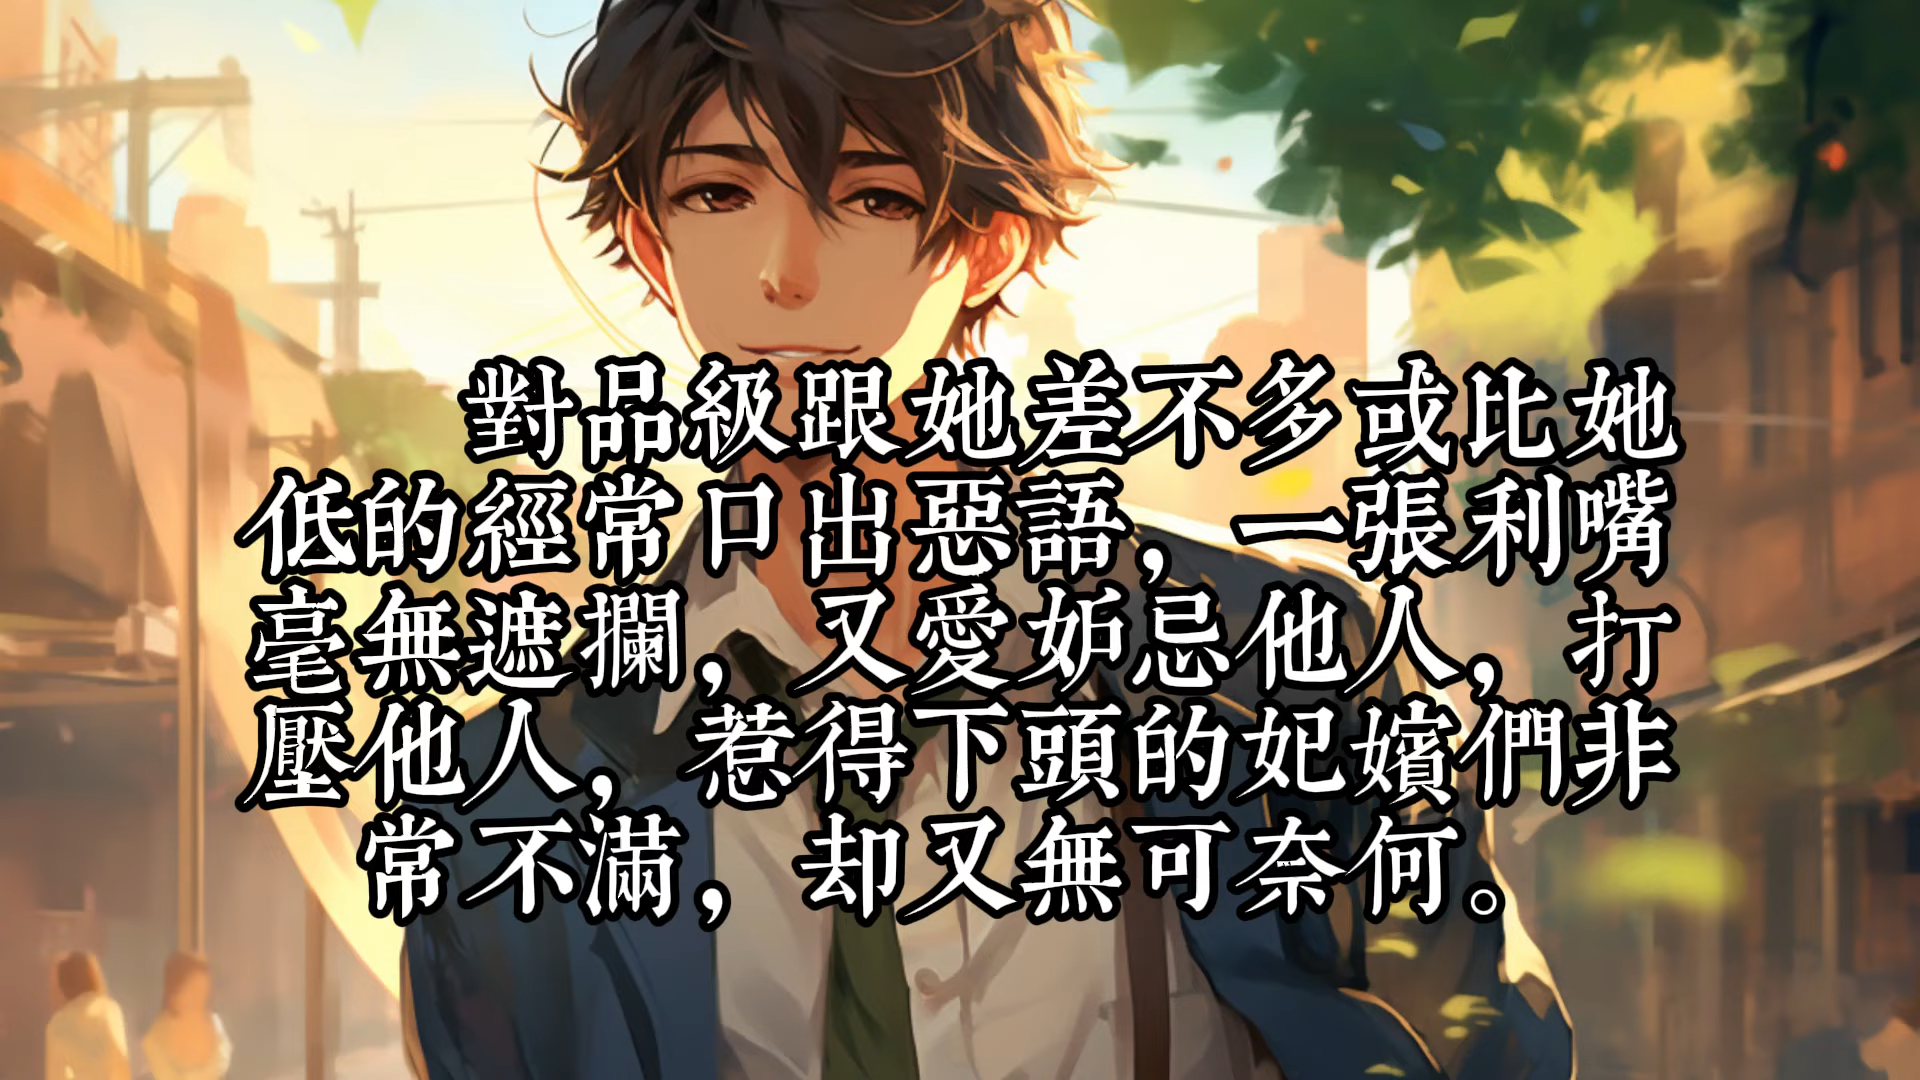 對品級跟她差不多或比她
低的經常口出惡語，一張利嘴
毫無遮攔，又愛妒忌他人，打
壓他人，惹得下頭的妃嬪們非
常不滿，却又無可奈何。